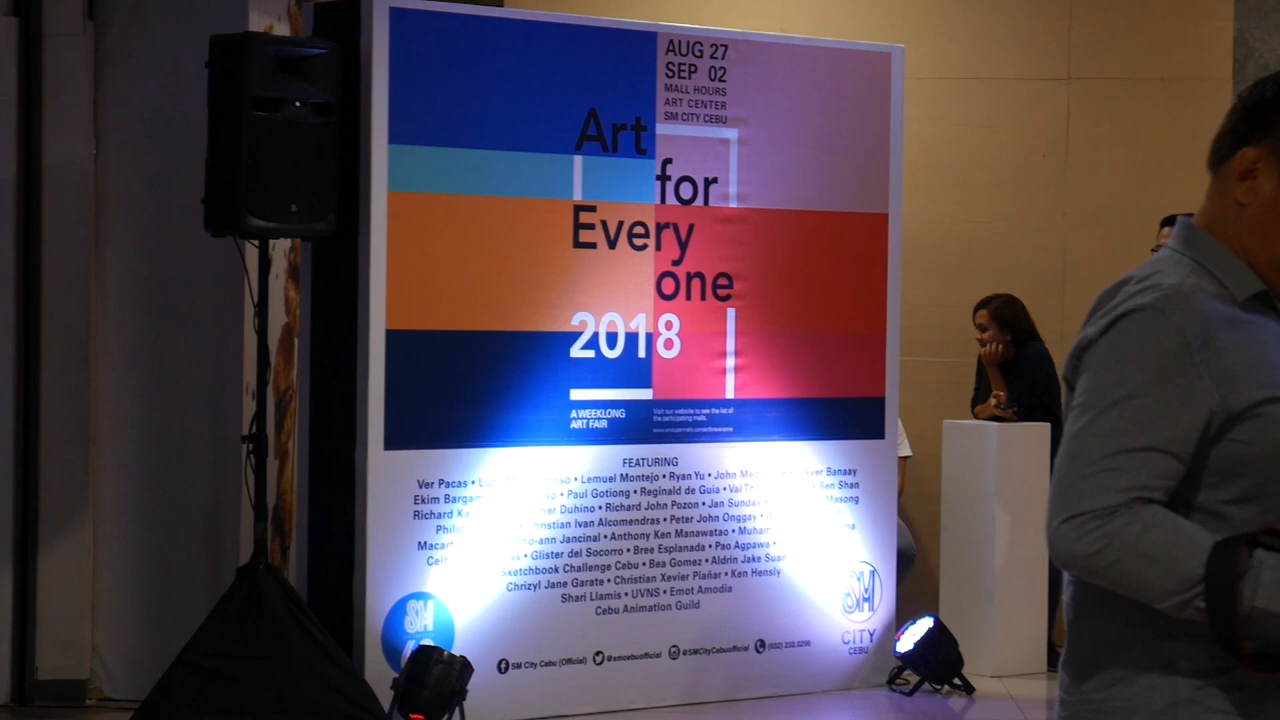 AUG 27
SEP 02
MALL HOURS
ART CENTER
SM CITY CEBU
Art
for
Every
one
2018
A WEEKLONG
ART FAIR
Visit our website to see the list of
the participating malls.
FEATURING
Ver Pacas • Lemuel Montejo • Ryan Yu • John Banaay
Ekim • Paul Gotiong • Reginald de Guia • Val Ben Shan
Richard Duhino • Richard John Pozon • Jan Sunday Masong
Ivan Alcomendras • Peter John Onggay •
Jancinal • Anthony Ken Manawatao •
• Glister del Socorro • Bree Esplanada • Pao Agpawa •
Sketchbook Challenge Cebu • Bea Gomez • Aldrin Jake
Chrizyl Jane Garate • Christian Xevier Piañar • Ken Hensly
Shari Llamis • UVNS • Emot Amodia
Cebu Animation Guild
SM
SM
CITY
CEBU
SM City Cebu (Official) @smcebuofficial @SMCityCebuofficial (032) 232.0296